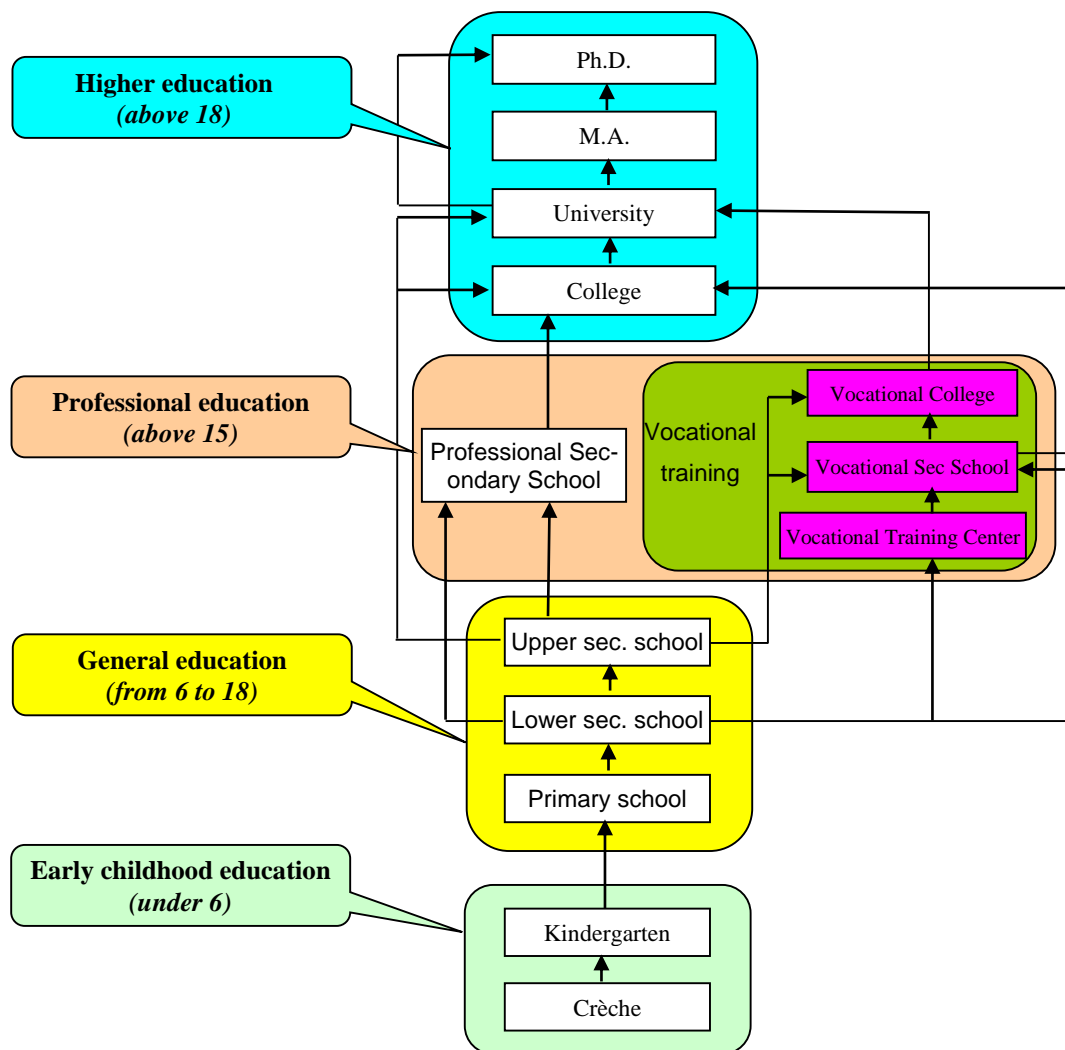 Ph.D.
Higher education
(above 18)
M.A.
University
College
Vocational College
Professional education
(above 15)
Vocational
training
Professional Sec-
ondary School
Vocational Sec School
Vocational Training Center
Upper sec. school
General education
(from 6 to 18)
Lower sec. school
Primary school
Early childhood education
(under 6)
Kindergarten
Crèche